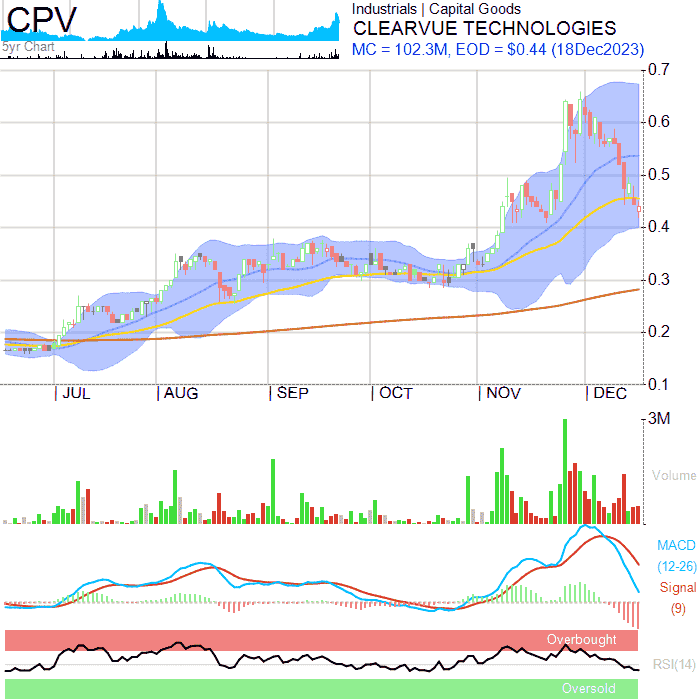 CPV
5yr Chart
Industrials | Capital Goods
CLEARVUE TECHNOLOGIES
MC = 102.3M, EOD = $0.44 (18Dec2023)
0.7
0.6
0.5
0.4
0.3
0.2
0.1
JUL
AUG
SEP
OCT
NOV
DEC
3M
Volume
MACD
(12-26)
Signal
(9)
Overbought
RSI(14)
Oversold